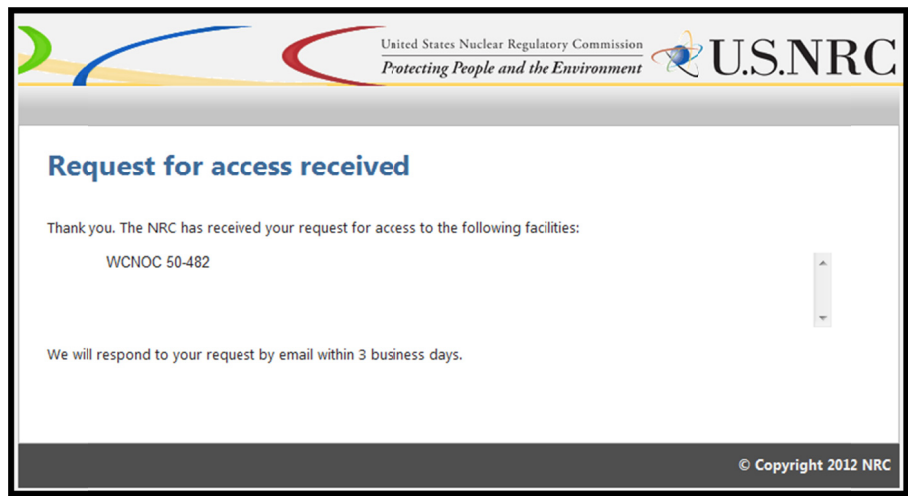 United States Nuclear Regulatory Commission
Protecting People and the Environment
U.S.NRC
Request for access received
Thank you. The NRC has received your request for access to the following facilities:
WCNOC 50-482
We will respond to your request by email within 3 business days.
© Copyright 2012 NRC